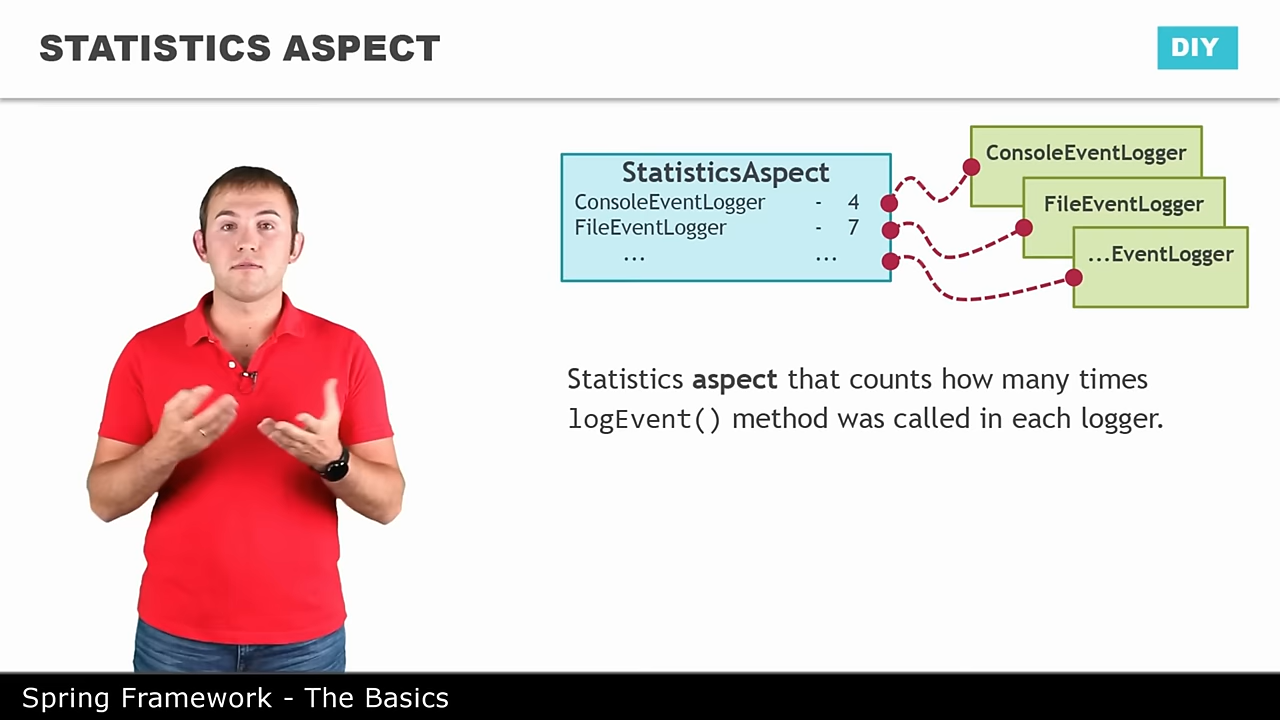 STATISTICS ASPECT
DIY
StatisticsAspect
ConsoleEventLogger - 4
FileEventLogger - 7
... ...
ConsoleEventLogger
FileEventLogger
...EventLogger
Statistics aspect that counts how many times
logEvent() method was called in each logger.
Spring Framework - The Basics